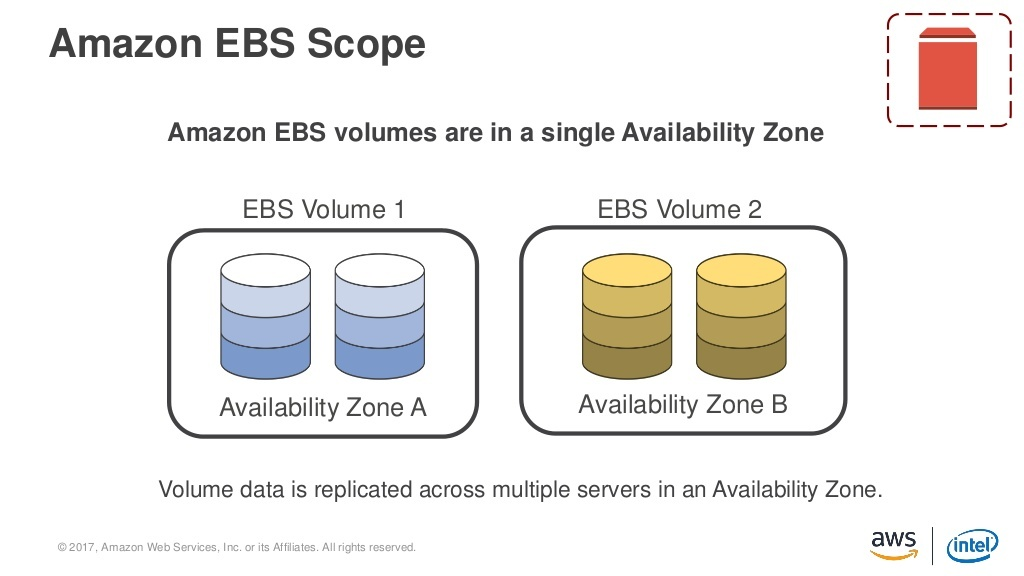 Amazon EBS Scope
Amazon EBS volumes are in a single Availability Zone
EBS Volume 1
EBS Volume 2
Availability Zone A
Availability Zone B
Volume data is replicated across multiple servers in an Availability Zone.
© 2017, Amazon Web Services, Inc. or its Affiliates. All rights reserved.
aws
intel